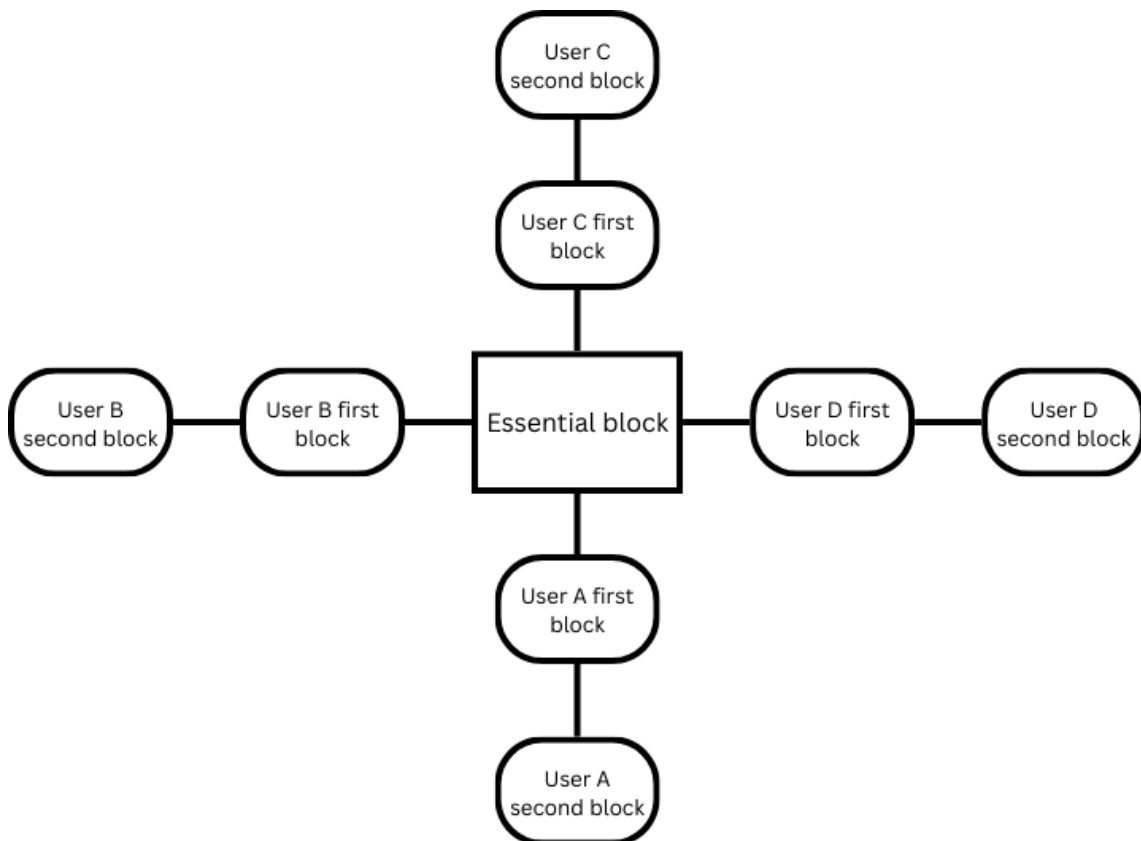 User C
second block
User C first
block
User B
second block
User B first
block
Essential block
User D first
block
User D
second block
User A first
block
User A
second block